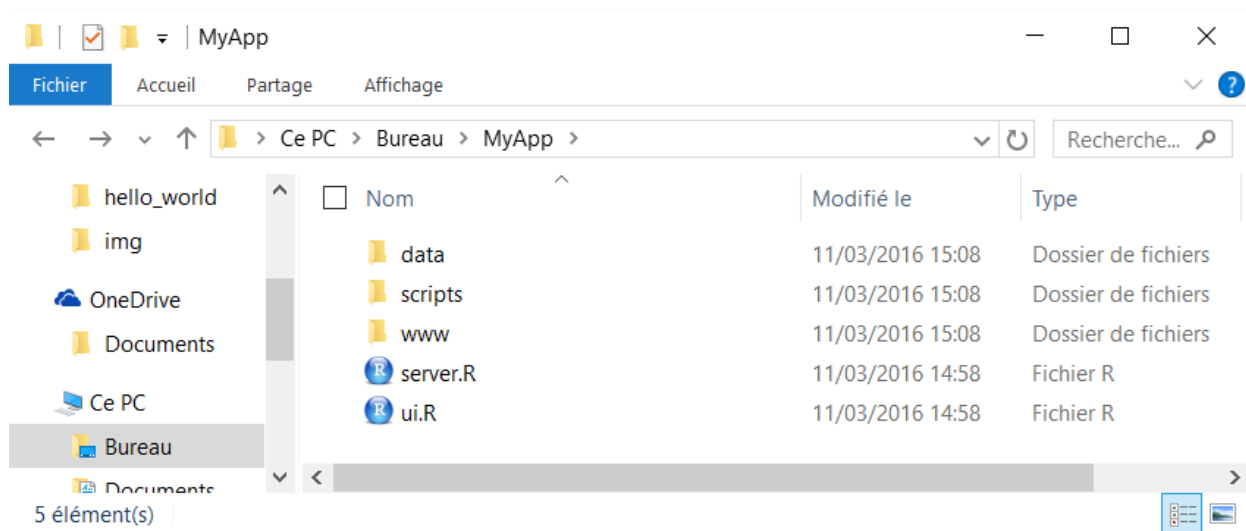 MyApp
Fichier Accueil Partage Affichage ?
Ce PC > Bureau > MyApp > Recherche...
hello_world
img
OneDrive
Documents
Ce PC
Bureau
Documents
Nom Modifié le Type
data 11/03/2016 15:08 Dossier de fichiers
scripts 11/03/2016 15:08 Dossier de fichiers
www 11/03/2016 15:08 Dossier de fichiers
R server.R 11/03/2016 14:58 Fichier R
R ui.R 11/03/2016 14:58 Fichier R
5 élément(s)